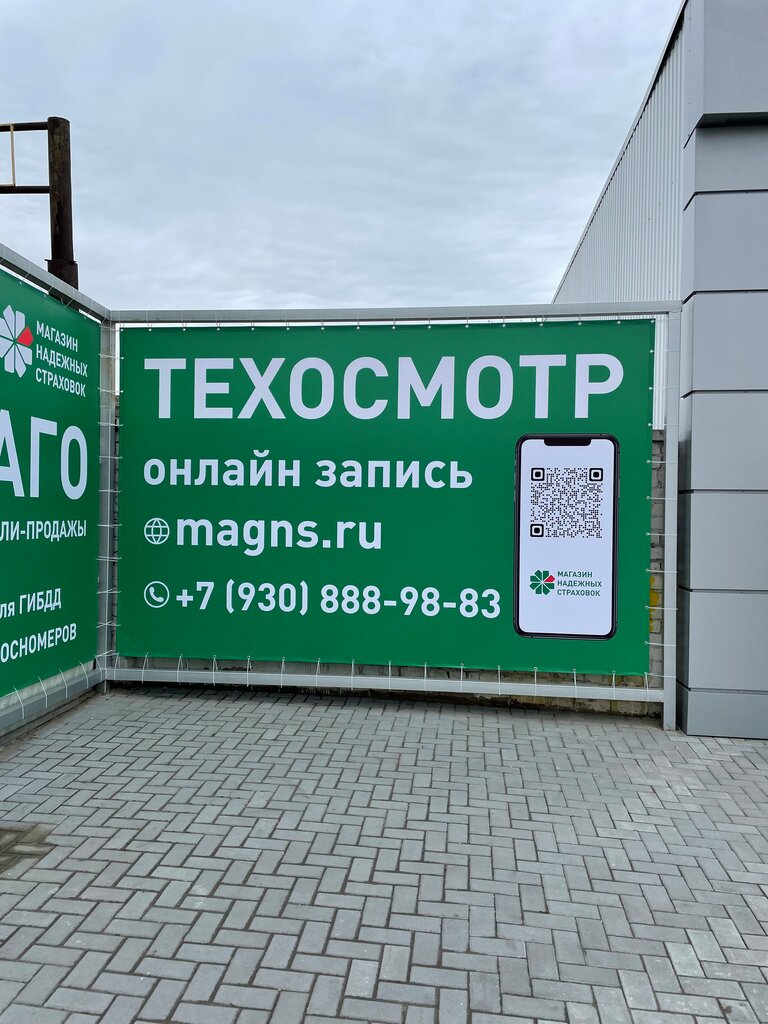 МАГАЗИН
НАДЕЖНЫХ
СТРАХОВОК
АГО
ЛИ-ПРОДАЖЫ
ля ГИБДД
ОСНОМЕРОВ
ТЕХОСМОТР
онлайн запись
magns.ru
+7 (930) 888-98-83
МАГАЗИН
НАДЕЖНЫХ
СТРАХОВОК